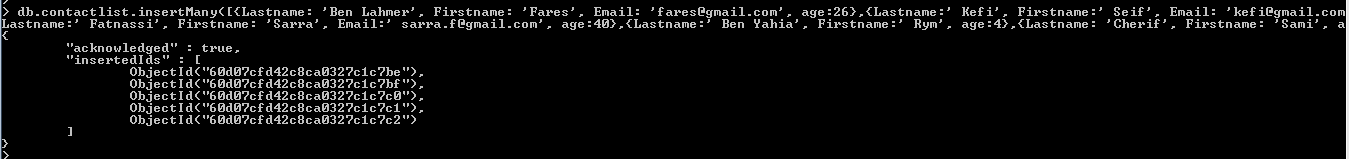 > db.contactlist.insertMany([{Lastname: 'Ben Lahmer', Firstname: 'Fares', Email: 'fares@gmail.com', age:26},{Lastname:' Kefi', Firstname:' Seif', Email: 'kefi@gmail.com
Lastname:' Fatnassi', Firstname: 'Sarra', Email:' sarra.f@gmail.com', age:40},{Lastname:' Ben Yahia', Firstname:' Rym', age:4},{Lastname: 'Cherif', Firstname: 'Sami', a
{
"acknowledged" : true,
"insertedIds" : [
ObjectId("60d07cfd42c8ca0327c1c7be"),
ObjectId("60d07cfd42c8ca0327c1c7bf"),
ObjectId("60d07cfd42c8ca0327c1c7c0"),
ObjectId("60d07cfd42c8ca0327c1c7c1"),
ObjectId("60d07cfd42c8ca0327c1c7c2")
]
}
>